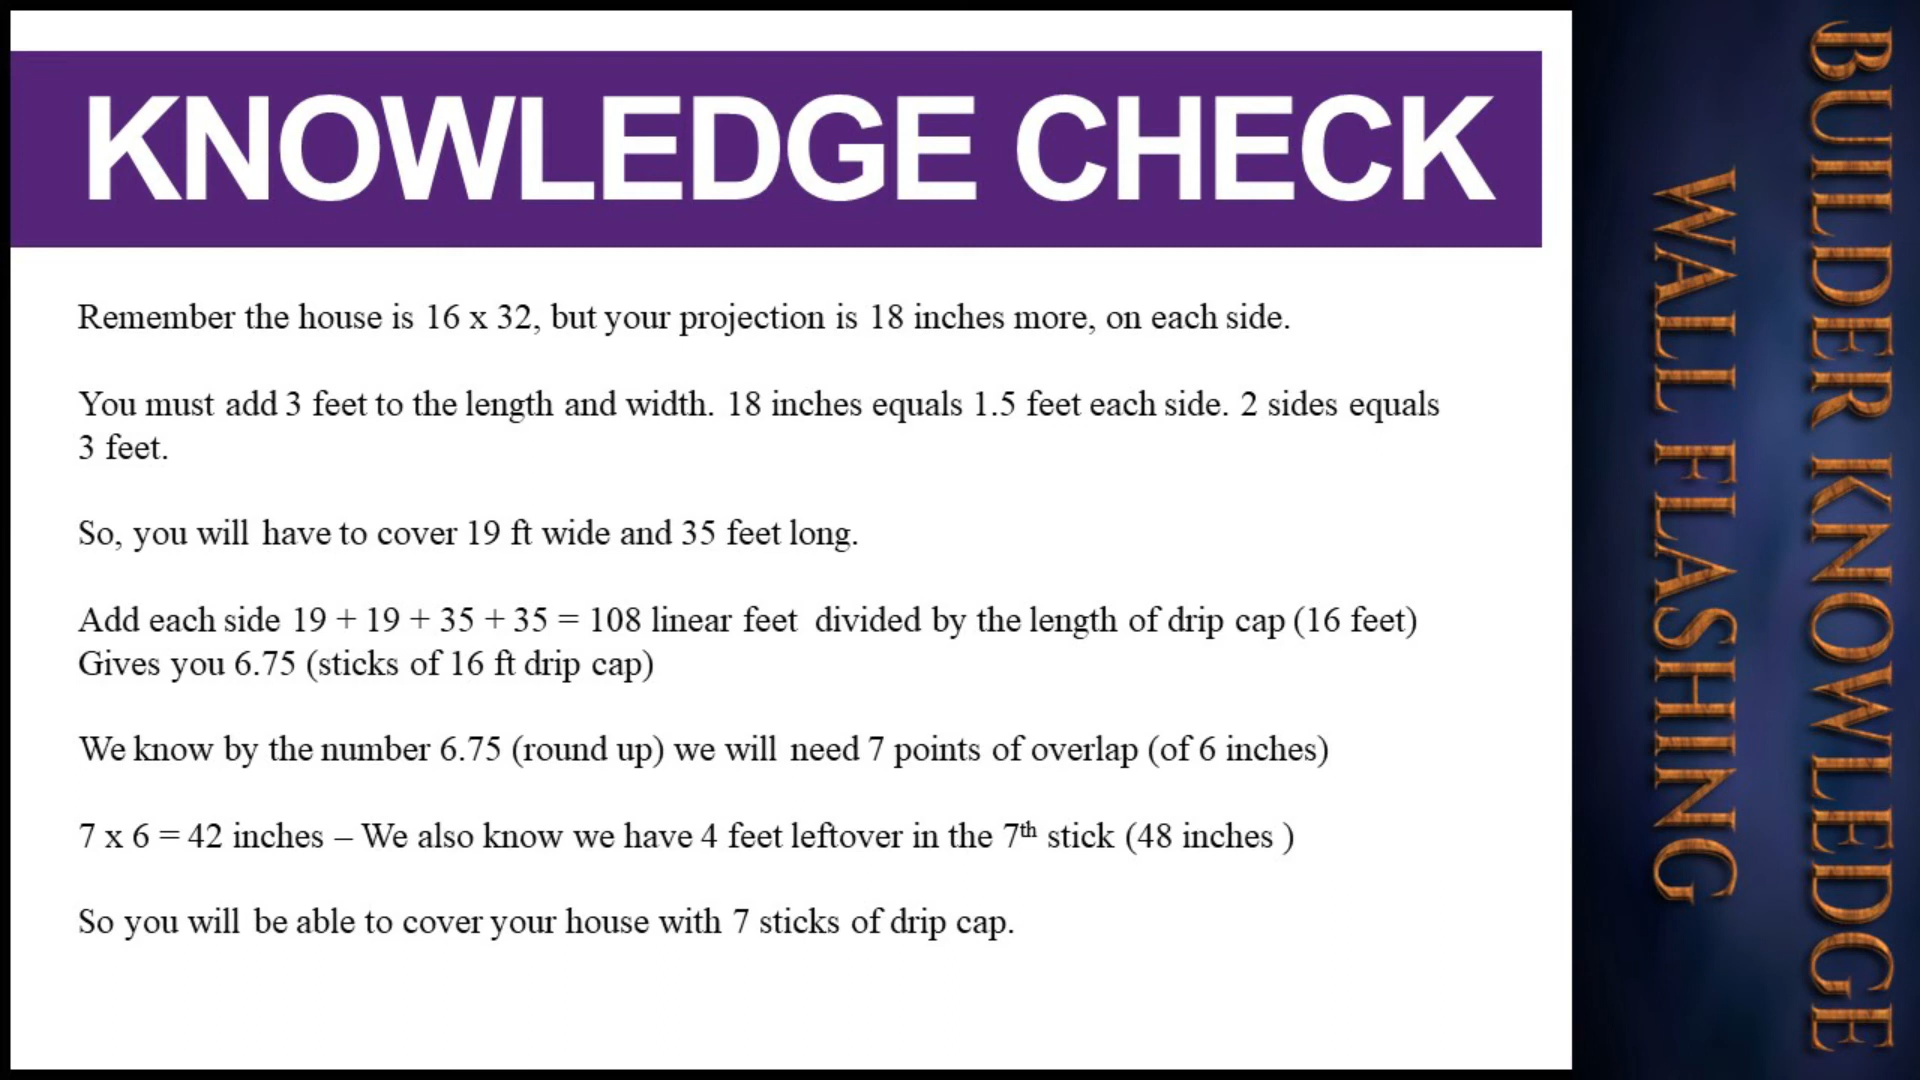 KNOWLEDGE CHECK
Remember the house is 16 x 32, but your projection is 18 inches more, on each side.
You must add 3 feet to the length and width. 18 inches equals 1.5 feet each side. 2 sides equals
3 feet.
So, you will have to cover 19 ft wide and 35 feet long.
Add each side 19 + 19 + 35 + 35 = 108 linear feet divided by the length of drip cap (16 feet)
Gives you 6.75 (sticks of 16 ft drip cap)
We know by the number 6.75 (round up) we will need 7 points of overlap (of 6 inches)
7 x 6 = 42 inches – We also know we have 4 feet leftover in the 7th stick (48 inches )
So you will be able to cover your house with 7 sticks of drip cap.
BUILDER KNOWLEDGE
WALL FLASHING